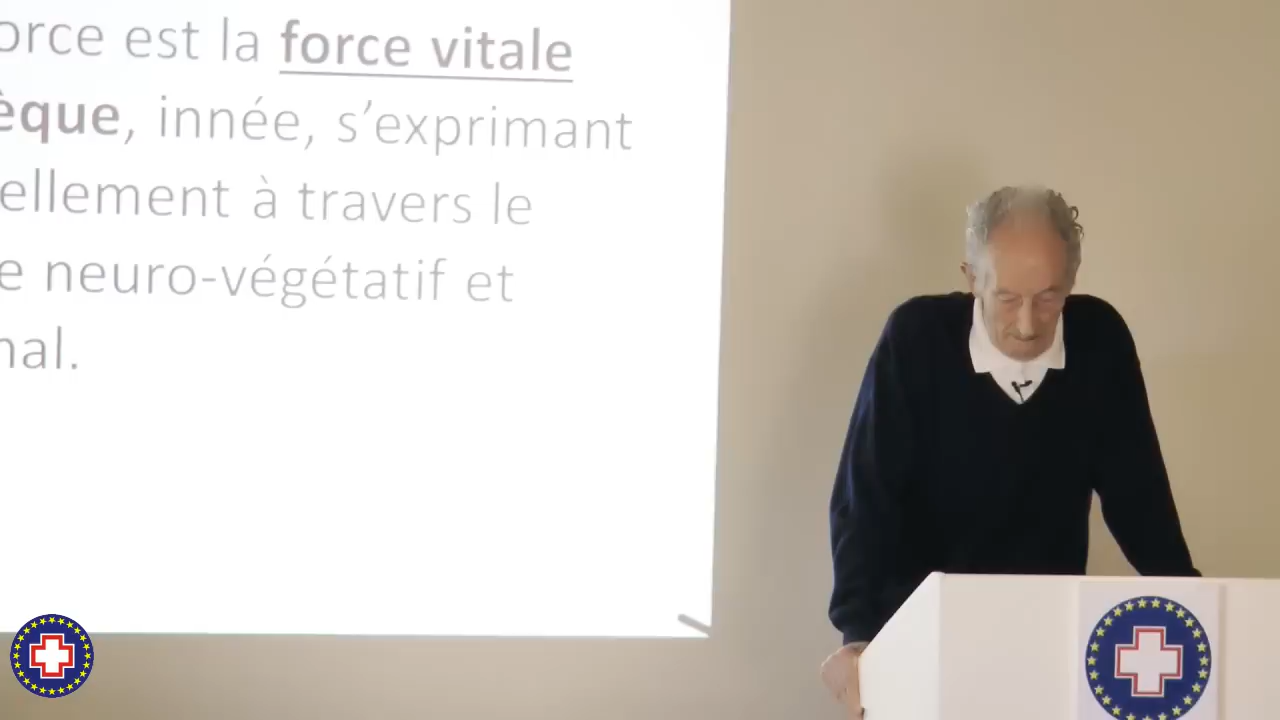 orce est la force vitale
èque, innée, s’exprimant
ellement à travers le
e neuro-végétatif et
nal.